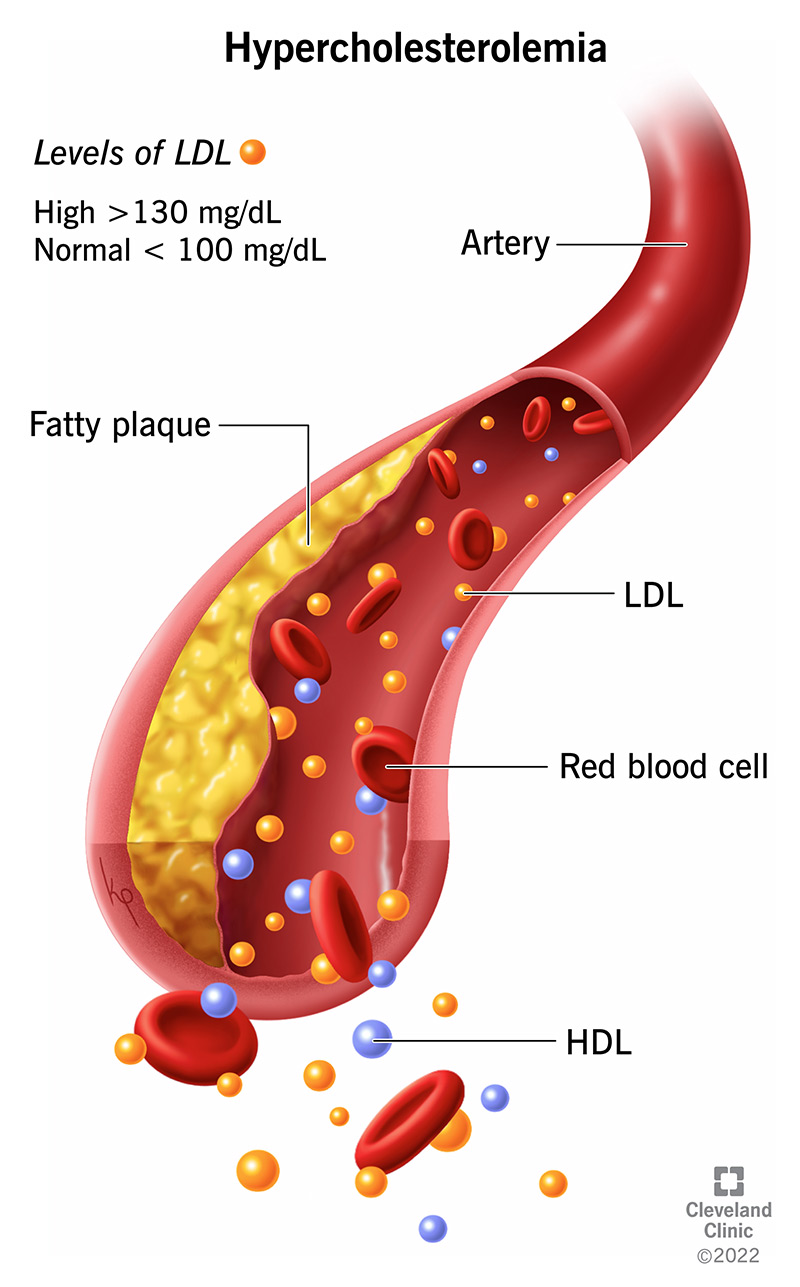 Hypercholesterolemia
Levels of LDL
High >130 mg/dL
Normal < 100 mg/dL
Artery
Fatty plaque
LDL
Red blood cell
HDL
Cleveland
Clinic
©2022